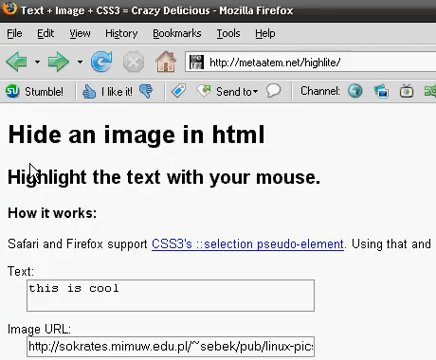 Text + Image + CSS3 = Crazy Delicious - Mozilla Firefox
File Edit View History Bookmarks Tools Help
http://metaatem.net/highlite/
Stumble! I like it! Send to Channel:
Hide an image in html
Highlight the text with your mouse.
How it works:
Safari and Firefox support CSS3's ::selection pseudo-element. Using that and
Text:
this is cool
Image URL:
http://sokrates.mimuw.edu.pl/~sebek/pub/linux-pics